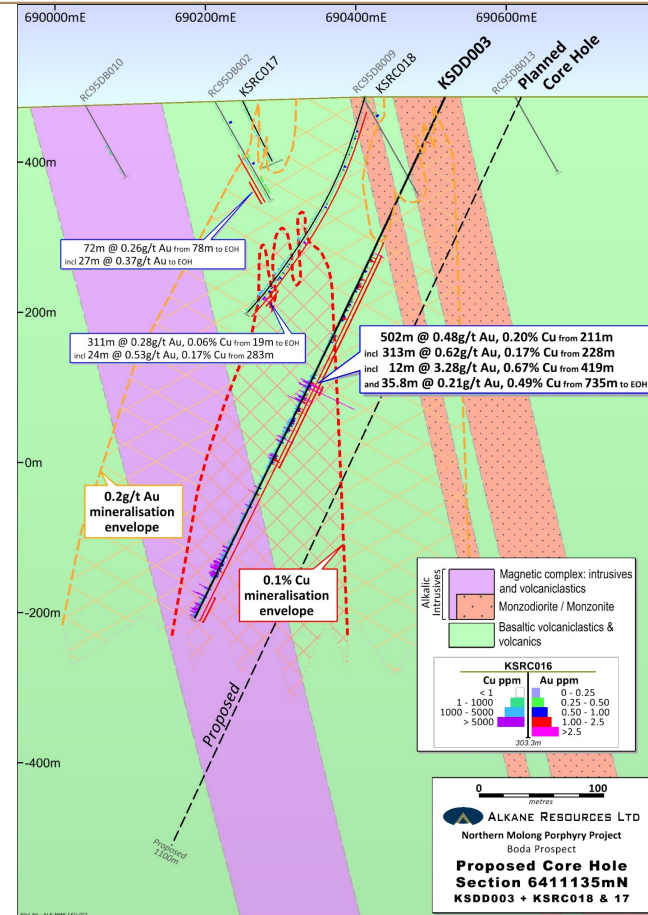 690000mE
690200mE
690400mE
690600mE
RC95DB010
RC95DB002
KSRC017
RC95DB009
KSRC018
KSDD003
RC95DB013
Planned
Core Hole
400m
72m @ 0.26g/t Au from 78m to EOH
incl 27m @ 0.37g/t Au to EOH
200m
311m @ 0.28g/t Au, 0.06% Cu from 19m to EOH
incl 24m @ 0.53g/t Au, 0.17% Cu from 283m
502m @ 0.48g/t Au, 0.20% Cu from 211m
incl 313m @ 0.62g/t Au, 0.17% Cu from 228m
incl 12m @ 3.28g/t Au, 0.67% Cu from 419m
and 35.8m @ 0.21g/t Au, 0.49% Cu from 735m to EOH
0m
0.2g/t Au
mineralisation
envelope
0.1% Cu
mineralisation
envelope
-200m
Proposed
-400m
Proposed
1100m
Alkalic
Intrusives
Magnetic complex: intrusives
and volcaniclastics
Monzodiorite / Monzonite
Basaltic volcaniclastics &
volcanics
KSRC016
Cu ppm Au ppm
< 1 0 - 0.25
1 - 1000 0.25 - 0.50
1000 - 5000 0.50 - 1.00
> 5000 1.00 - 2.5
>2.5
303.3m
0 100
metres
ALKANE RESOURCES LTD
Northern Molong Porphyry Project
Boda Prospect
Proposed Core Hole
Section 6411135mN
KSDD003 + KSRC018 & 17